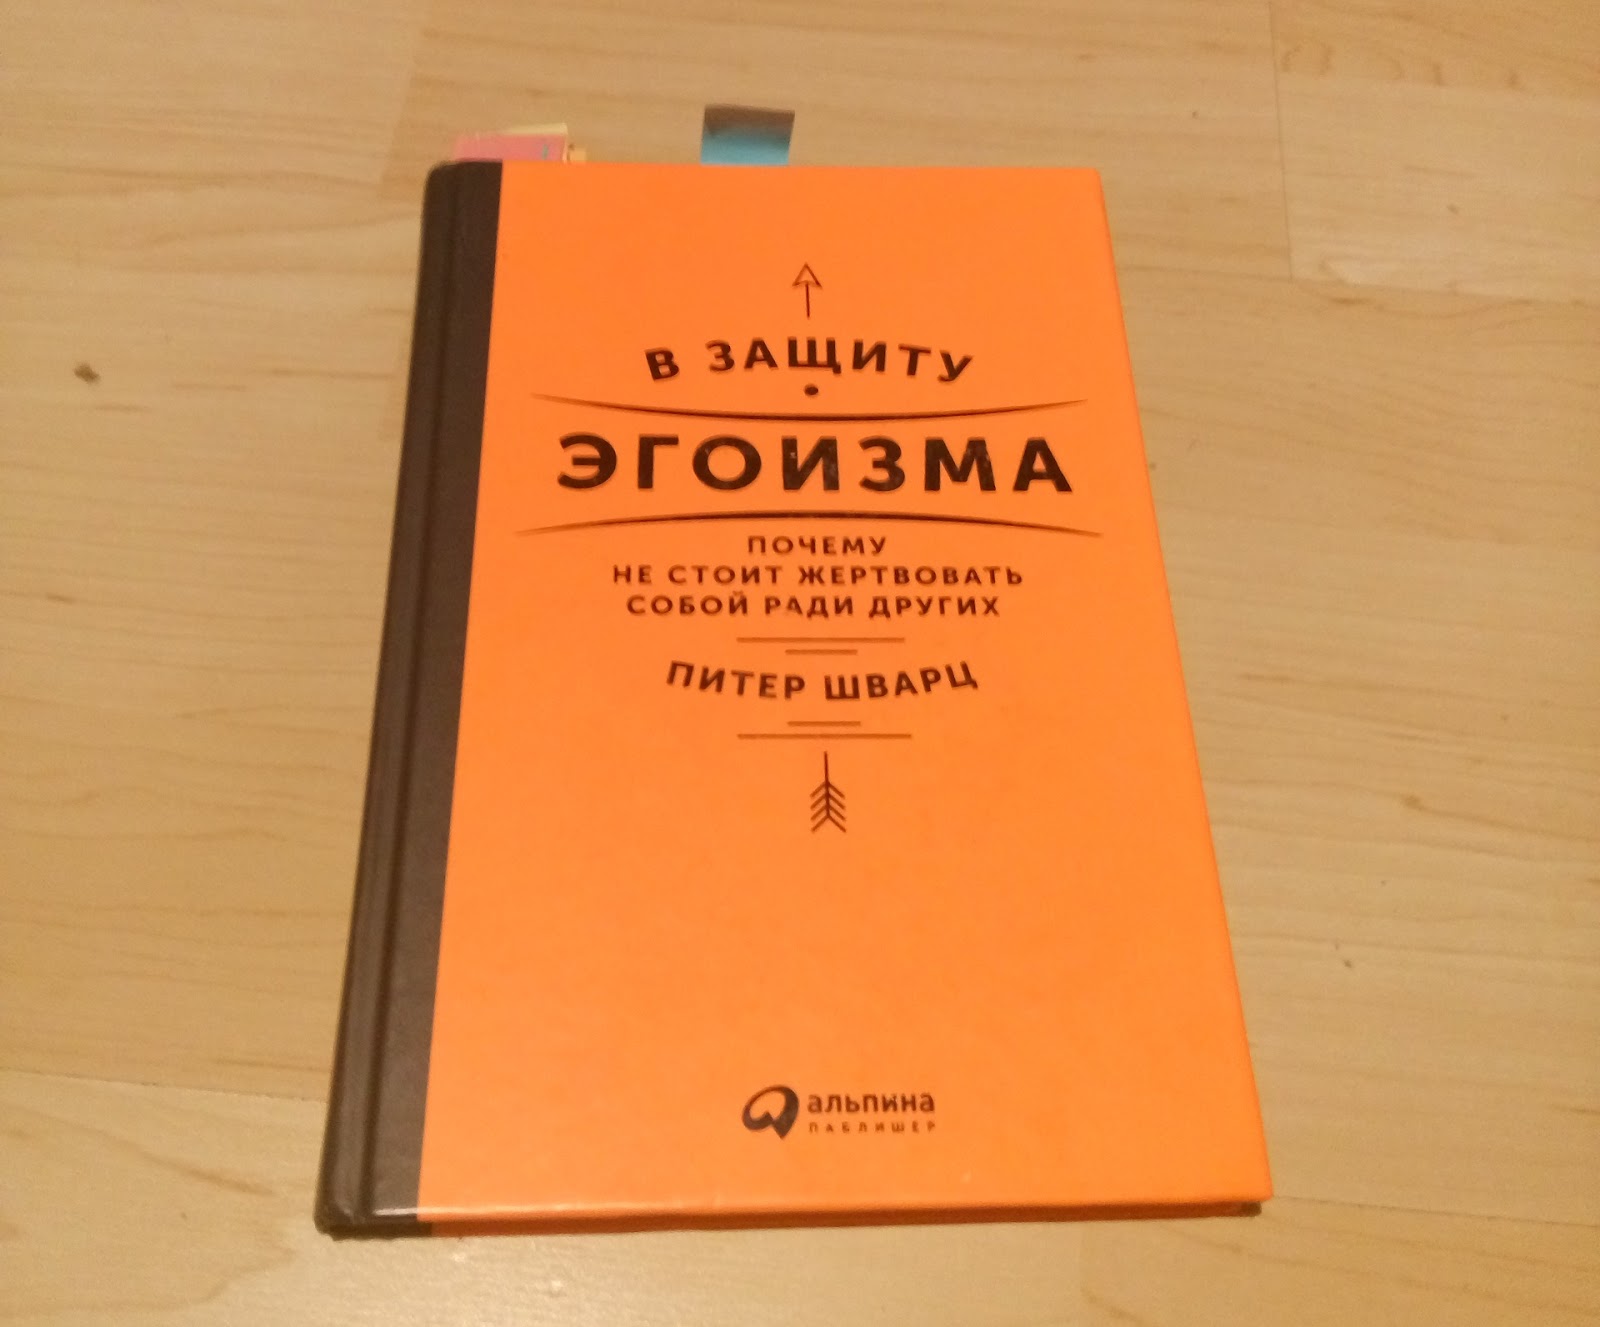 В ЗАЩИТУ
ЭГОИЗМА
ПОЧЕМУ
НЕ СТОИТ ЖЕРТВОВАТЬ
СОБОЙ РАДИ ДРУГИХ
ПИТЕР ШВАРЦ
альпина
ПАБЛИШЕР